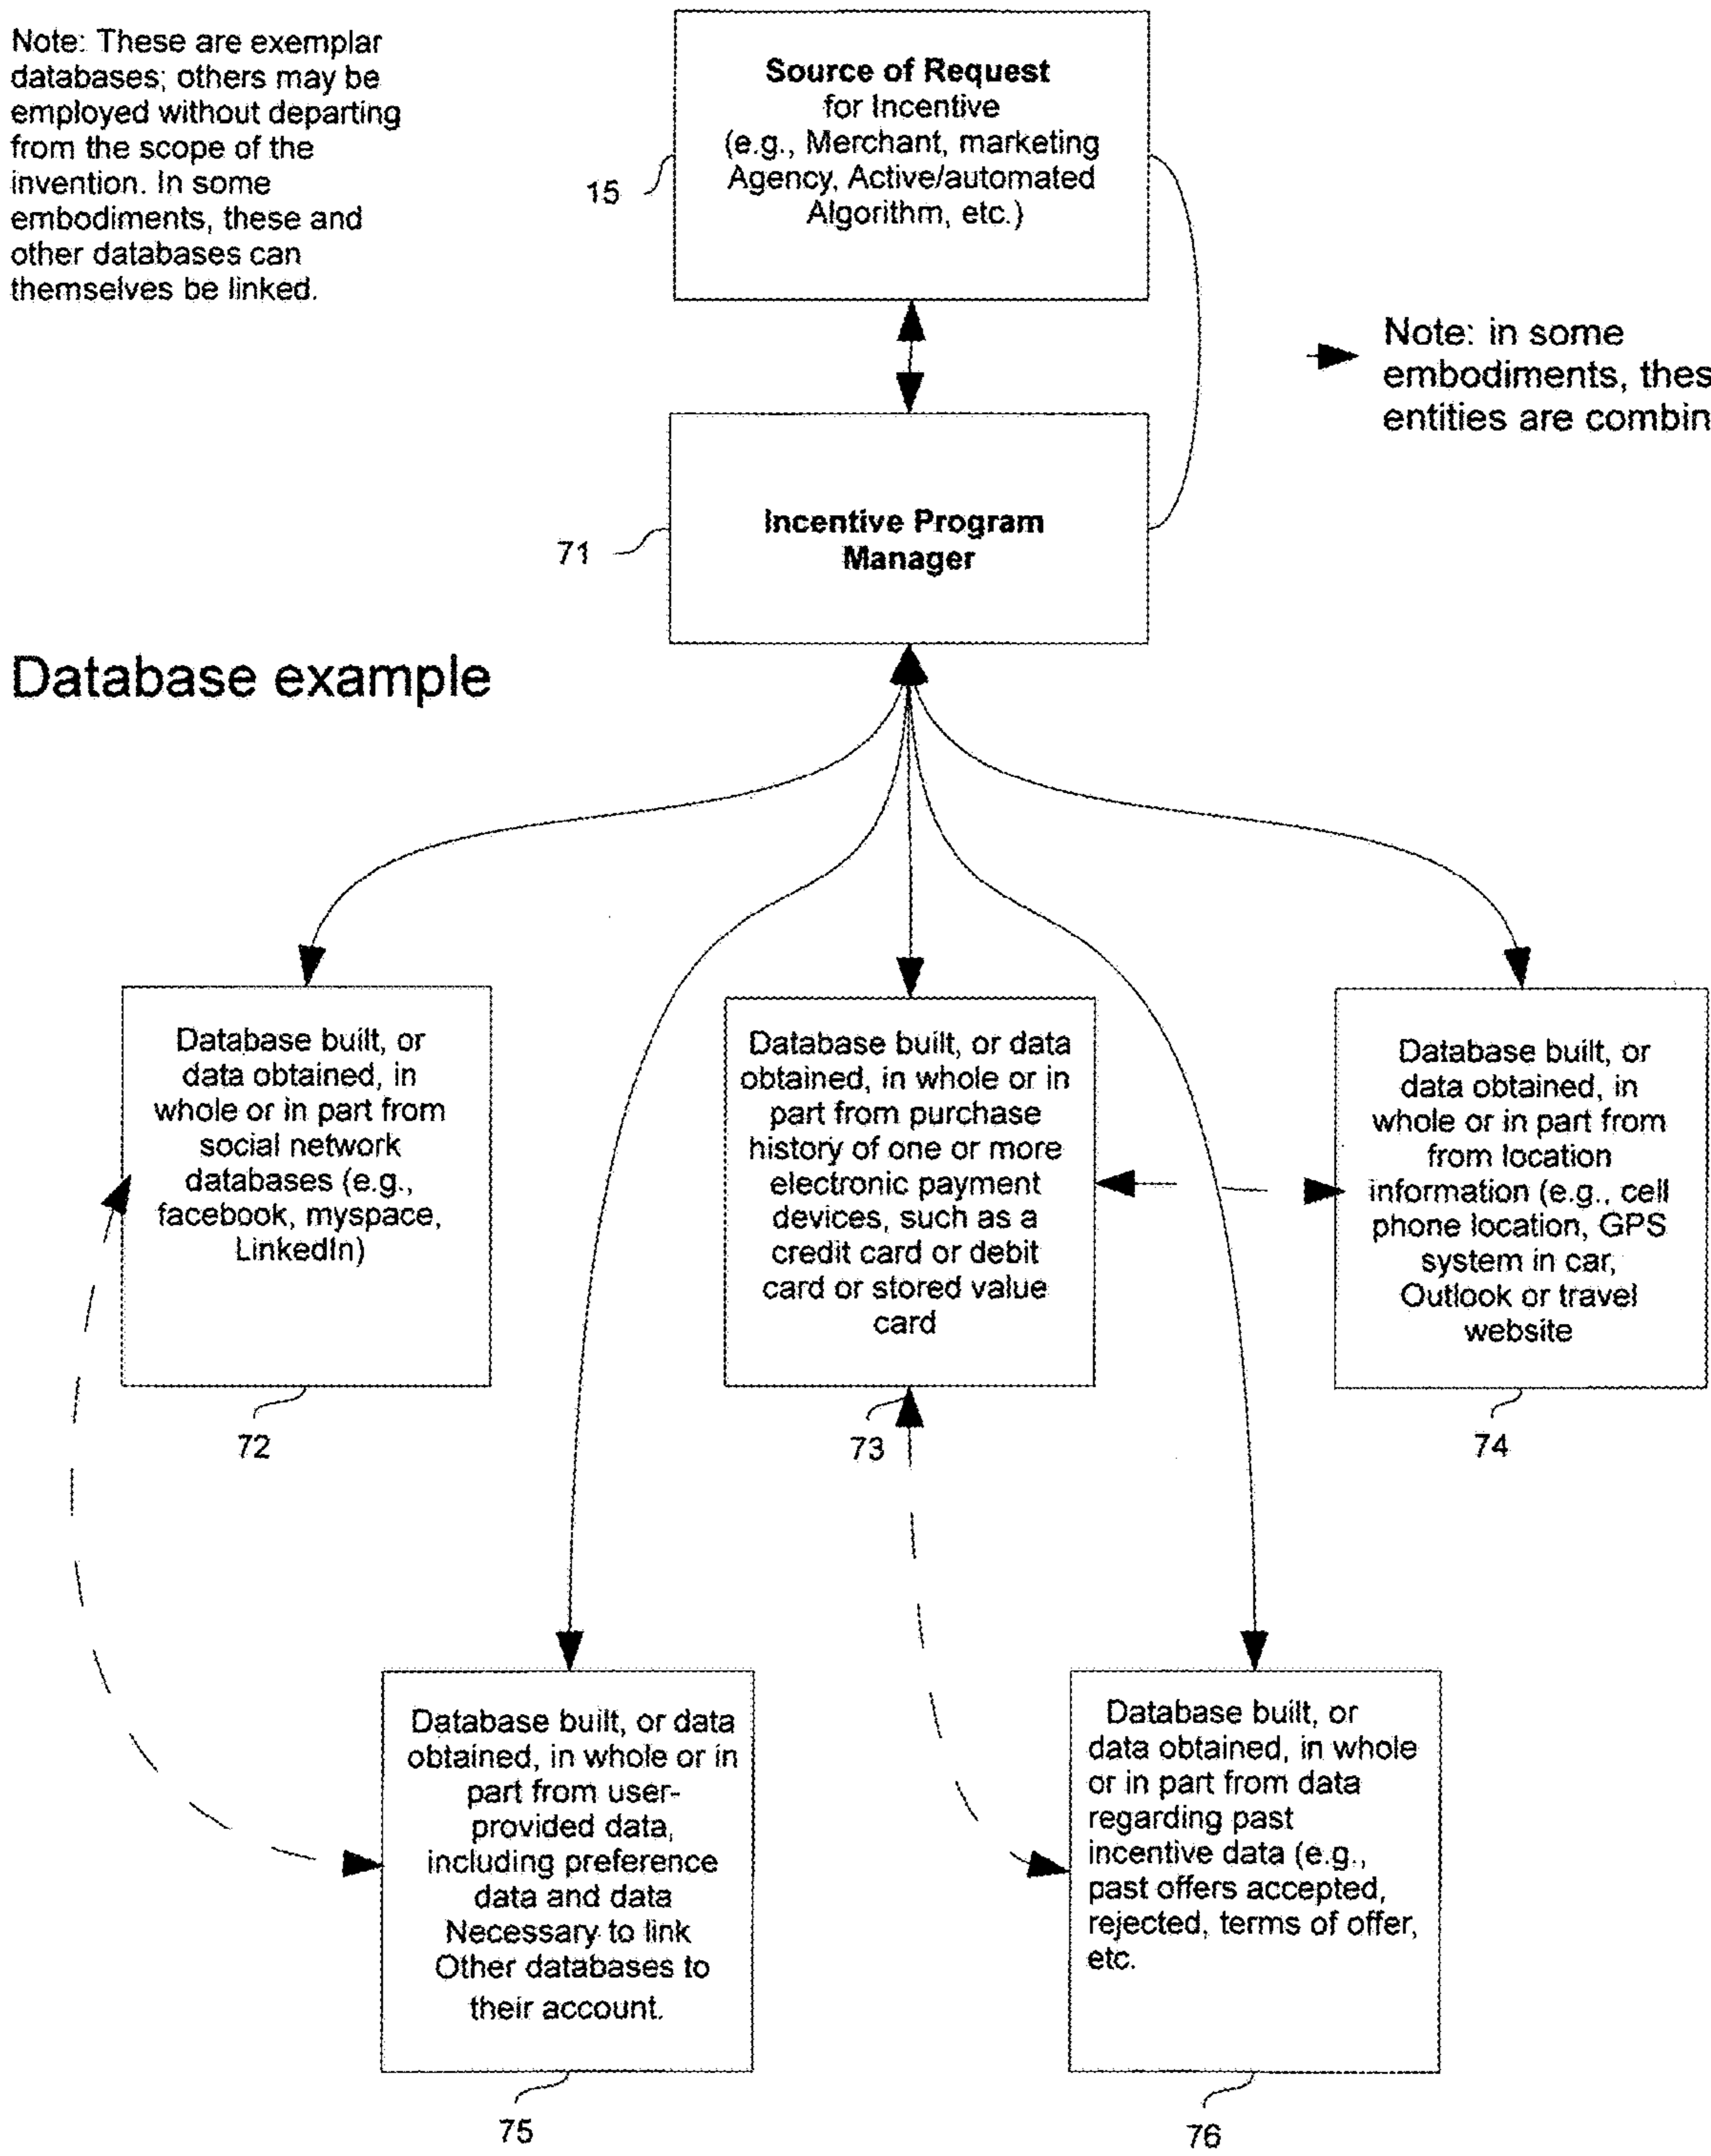 Note: These are exemplar
databases; others may be
employed without departing
from the scope of the
invention. In some
embodiments, these and
other databases can
themselves be linked.
Source of Request
for Incentive
(e.g., Merchant, marketing
Agency, Active/automated
Algorithm, etc.)
15
Note: in some
embodiments, thes
entities are combin
Incentive Program
Manager
71
Database example
Database built, or
data obtained, in
whole or in part from
social network
databases (e.g.,
facebook, myspace,
LinkedIn)
72
Database built, or data
obtained, in whole or in
part from purchase
history of one or more
electronic payment
devices, such as a
credit card or debit
card or stored value
card
73
Database built, or
data obtained, in
whole or in part from
from location
information (e.g., cell
phone location, GPS
system in car,
Outlook or travel
website
74
Database built, or data
obtained, in whole or in
part from user-
provided data,
including preference
data and data
Necessary to link
Other databases to
their account.
75
Database built, or
data obtained, in whole
or in part from data
regarding past
incentive data (e.g.,
past offers accepted,
rejected, terms of offer,
etc.
76